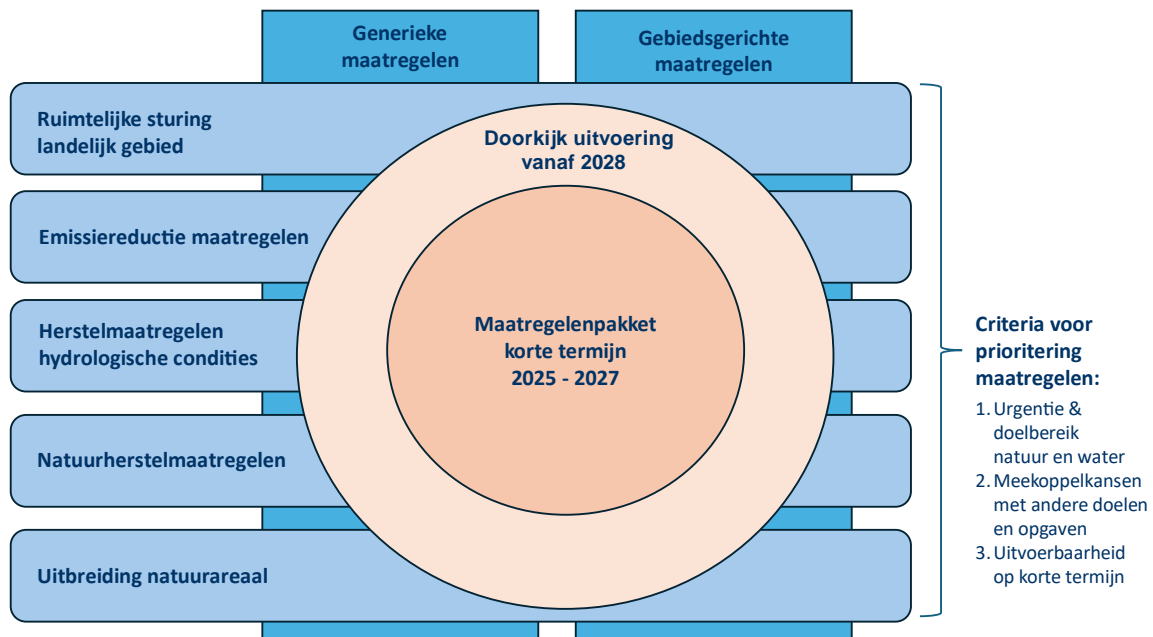 Generieke
maatregelen
Gebiedsgerichte
maatregelen
Ruimtelijke sturing
landelijk gebied
Doorkijk uitvoering
vanaf 2028
Emissiereductie maatregelen
Herstelmaatregelen
hydrologische condities
Maatregelenpakket
korte termijn
2025 - 2027
Natuurherstelmaatregelen
Uitbreiding natuurareaal
Criteria voor
prioritering
maatregelen:
1. Urgentie &
doelbereik
natuur en water
2. Meekoppelkansen
met andere doelen
en opgaven
3. Uitvoerbaarheid
op korte termijn